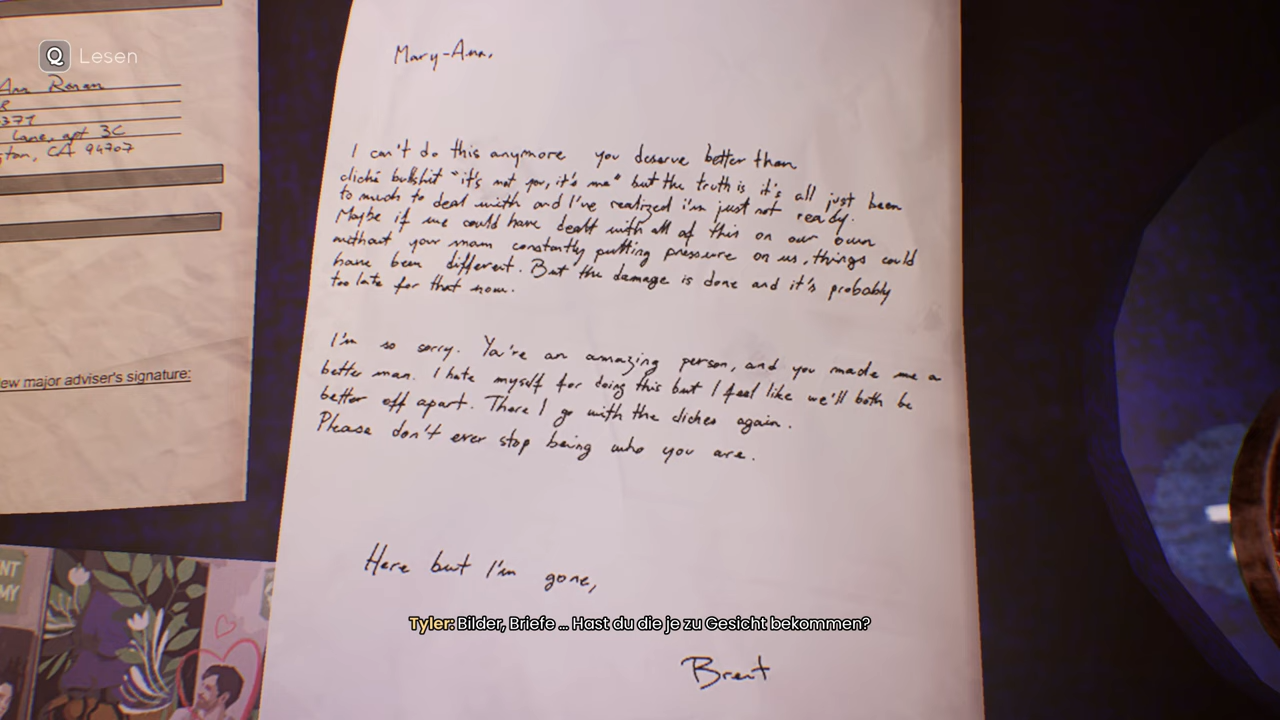 Q Lesen
Ann Ronan
Lane, apt 3C
CA 94707
ew major adviser's signature:
NT
MY
Mary-Ann,
I can't do this anymore you deserve better than
cliché bullshit "it's not you, it's me" but the truth is it's all just been
to much to deal with and I've realized i'm just not ready.
Maybe if we could have dealt with all of this on our own
without your mom constantly putting pressure on us, things could
have been different. But the damage is done and it's probably
too late for that now.
I'm so sorry. You're an amazing person, and you made me a
better man. I hate myself for doing this but I feel like we'll both be
better off apart. There I go with the cliches again.
Please don't ever stop being who you are.
Here but I'm gone,
Tyler: Bilder, Briefe ... Hast du die je zu Gesicht bekommen?
Brent